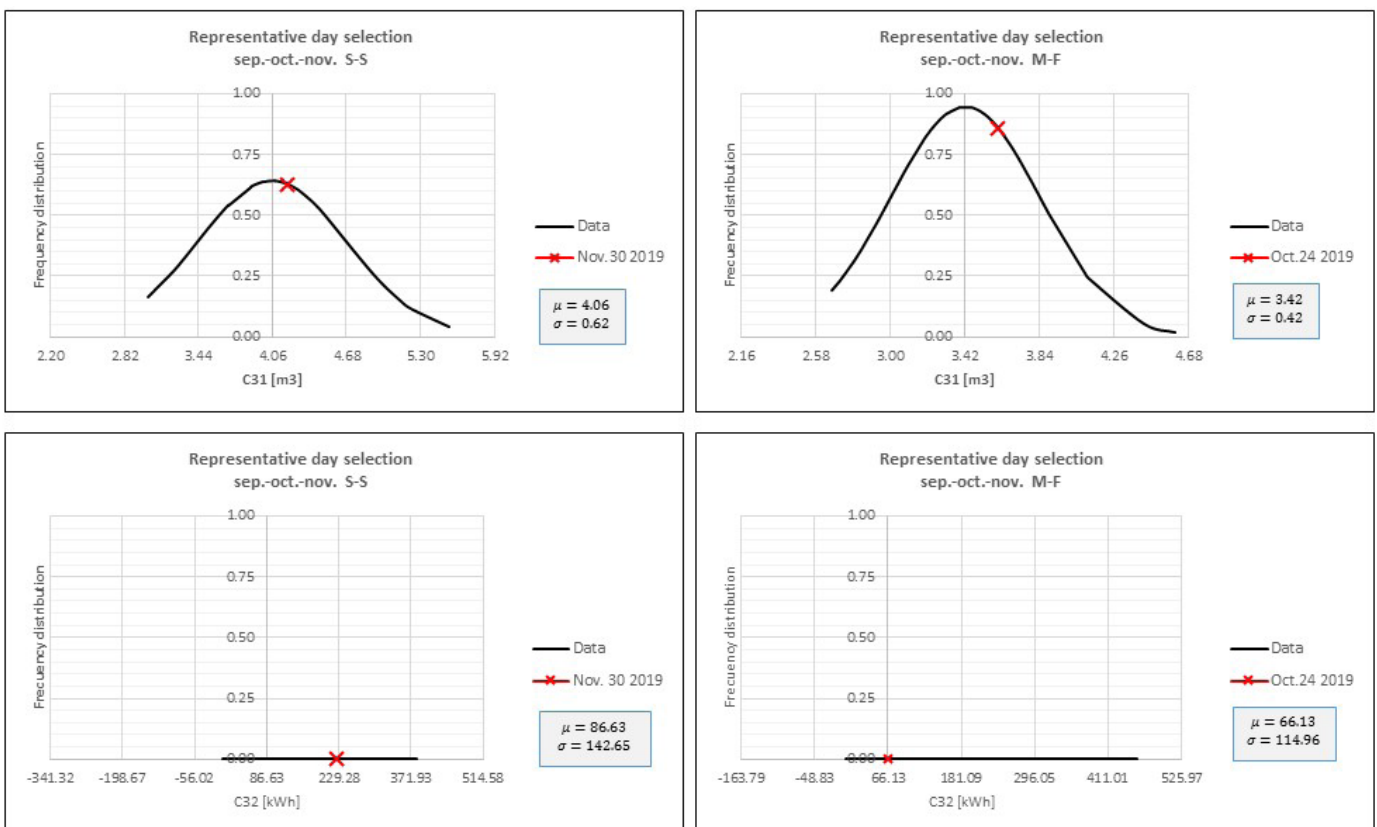 Representative day selection
sep.-oct.-nov. S-S
Frequency distribution
1.00
0.75
0.50
0.25
0.00
2.20 2.82 3.44 4.06 4.68 5.30 5.92
C31 [m3]
Data
Nov. 30 2019
μ = 4.06
σ = 0.62
Representative day selection
sep.-oct.-nov. M-F
Frecuency distribution
1.00
0.75
0.50
0.25
0.00
2.16 2.58 3.00 3.42 3.84 4.26 4.68
C31 [m3]
Data
Oct.24 2019
μ = 3.42
σ = 0.42
Representative day selection
sep.-oct.-nov. S-S
Frecuency distribution
1.00
0.75
0.50
0.25
0.00
-341.32 -198.67 -56.02 86.63 229.28 371.93 514.58
C32 [kWh]
Data
Nov. 30 2019
μ = 86.63
σ = 142.65
Representative day selection
sep.-oct.-nov. M-F
Frecuency distribution
1.00
0.75
0.50
0.25
0.00
-163.79 -48.83 66.13 181.09 296.05 411.01 525.97
C32 [kWh]
Data
Oct.24 2019
μ = 66.13
σ = 114.96